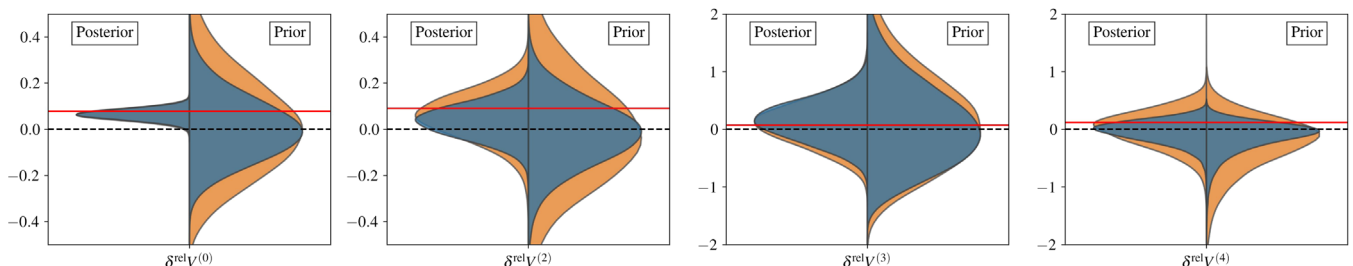 Posterior
Prior
0.4
0.2
0.0
−0.2
−0.4
δ^rel V^(0)
Posterior
Prior
0.4
0.2
0.0
−0.2
−0.4
δ^rel V^(2)
Posterior
Prior
2
1
0
−1
−2
δ^rel V^(3)
Posterior
Prior
2
1
0
−1
−2
δ^rel V^(4)